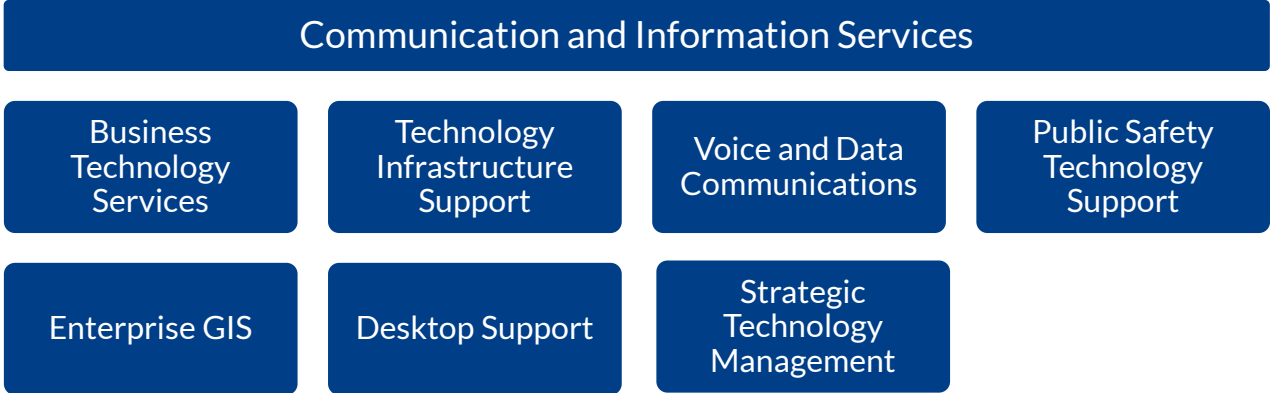 Communication and Information Services
Business
Technology
Services
Technology
Infrastructure
Support
Voice and Data
Communications
Public Safety
Technology
Support
Enterprise GIS
Desktop Support
Strategic
Technology
Management